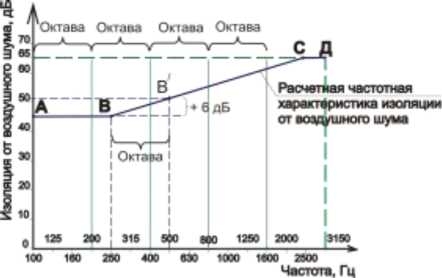 Октава Октава Октава Октава
Изоляция от воздушного шума, дБ
70
65
60
50
40
30
20
10
0
А
В
В'
С
Д
+ 6 дБ
Октава
Расчетная частотная
характеристика изоляции
от воздушного шума
125 200 315 500 800 1250 2000 3150
100 160 250 400 630 1000 1600 2500
Частота, Гц